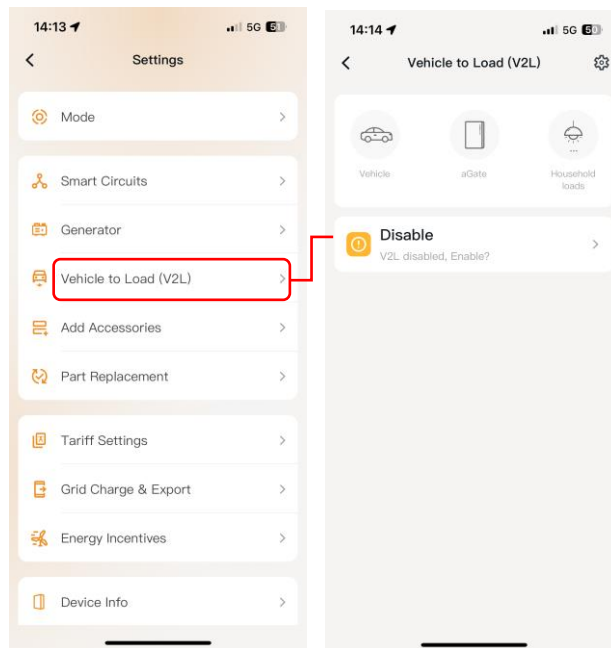 14:13
5G 51
Settings
Mode
Smart Circuits
Generator
Vehicle to Load (V2L)
Add Accessories
Part Replacement
Tariff Settings
Grid Charge & Export
Energy Incentives
Device Info
14:14
5G 50
Vehicle to Load (V2L)
Vehicle
aGate
Household
loads
Disable
V2L disabled, Enable?